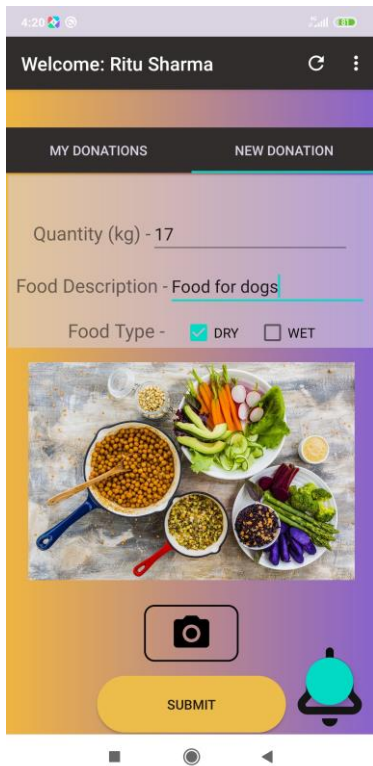 4:20
Welcome: Ritu Sharma
MY DONATIONS NEW DONATION
Quantity (kg) - 17
Food Description - Food for dogs
Food Type - DRY WET
SUBMIT